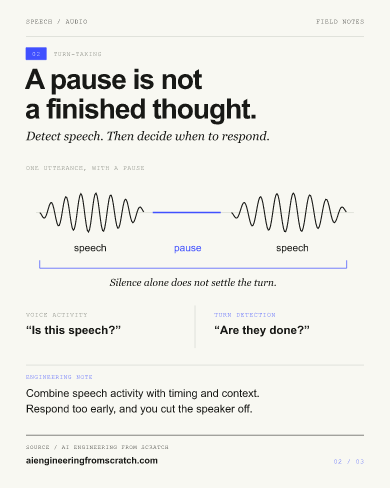 SPEECH / AUDIO
FIELD NOTES
02 TURN-TAKING
A pause is not
a finished thought.
Detect speech. Then decide when to respond.
ONE UTTERANCE, WITH A PAUSE
speech pause speech
Silence alone does not settle the turn.
VOICE ACTIVITY
“Is this speech?”
TURN DETECTION
“Are they done?”
ENGINEERING NOTE
Combine speech activity with timing and context.
Respond too early, and you cut the speaker off.
SOURCE / AI ENGINEERING FROM SCRATCH
aiengineeringfromscratch.com
02 / 03